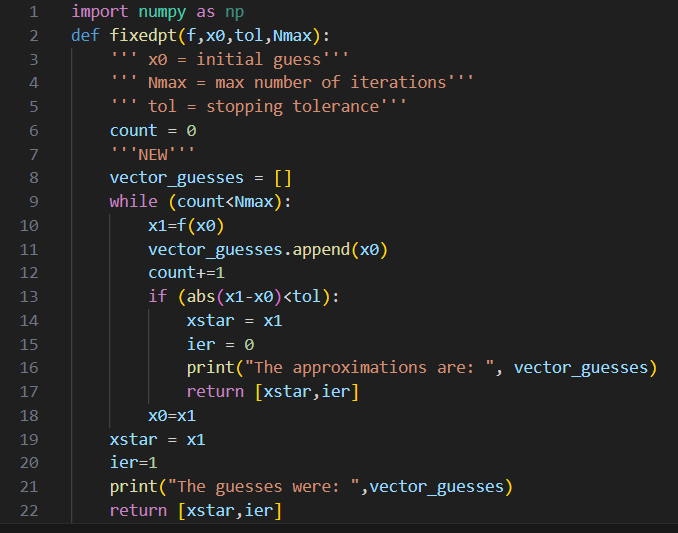 1 import numpy as np
2 def fixedpt(f,x0,tol,Nmax):
3     ''' x0 = initial guess'''
4     ''' Nmax = max number of iterations'''
5     ''' tol = stopping tolerance'''
6     count = 0
7     '''NEW'''
8     vector_guesses = []
9     while (count<Nmax):
10         x1=f(x0)
11         vector_guesses.append(x0)
12         count+=1
13         if (abs(x1-x0)<tol):
14             xstar = x1
15             ier = 0
16             print("The approximations are: ", vector_guesses)
17             return [xstar,ier]
18         x0=x1
19     xstar = x1
20     ier=1
21     print("The guesses were: ",vector_guesses)
22     return [xstar,ier]